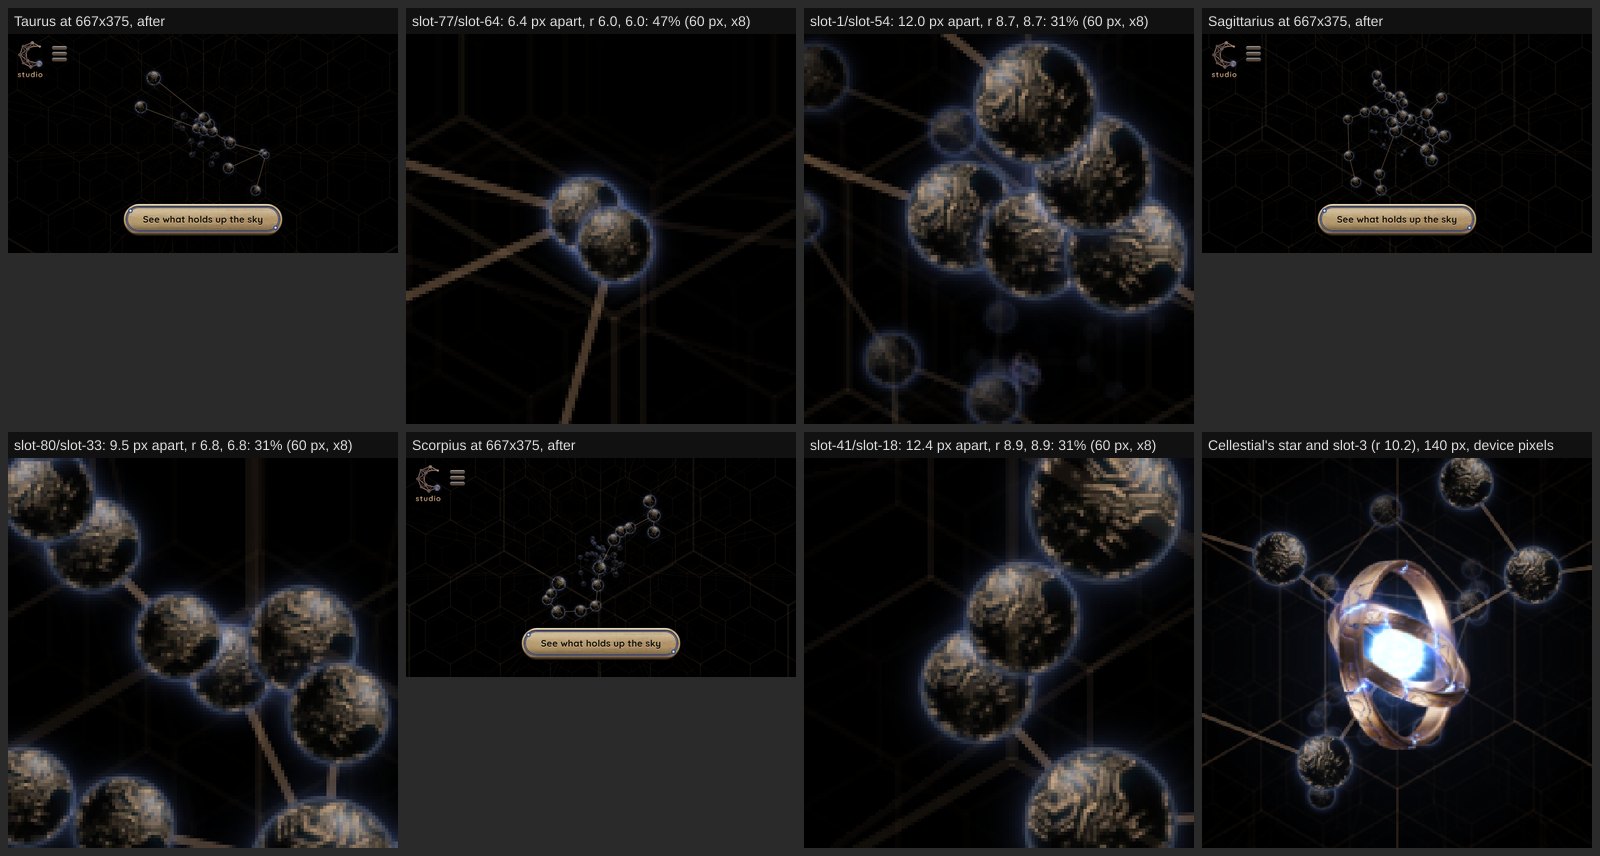 Taurus at 667x375, after
slot-77/slot-64: 6.4 px apart, r 6.0, 6.0: 47% (60 px, x8)
slot-1/slot-54: 12.0 px apart, r 8.7, 8.7: 31% (60 px, x8)
Sagittarius at 667x375, after
studio
See what holds up the sky
studio
See what holds up the sky
slot-80/slot-33: 9.5 px apart, r 6.8, 6.8: 31% (60 px, x8)
Scorpius at 667x375, after
slot-41/slot-18: 12.4 px apart, r 8.9, 8.9: 31% (60 px, x8)
Cellestial's star and slot-3 (r 10.2), 140 px, device pixels
studio
See what holds up the sky